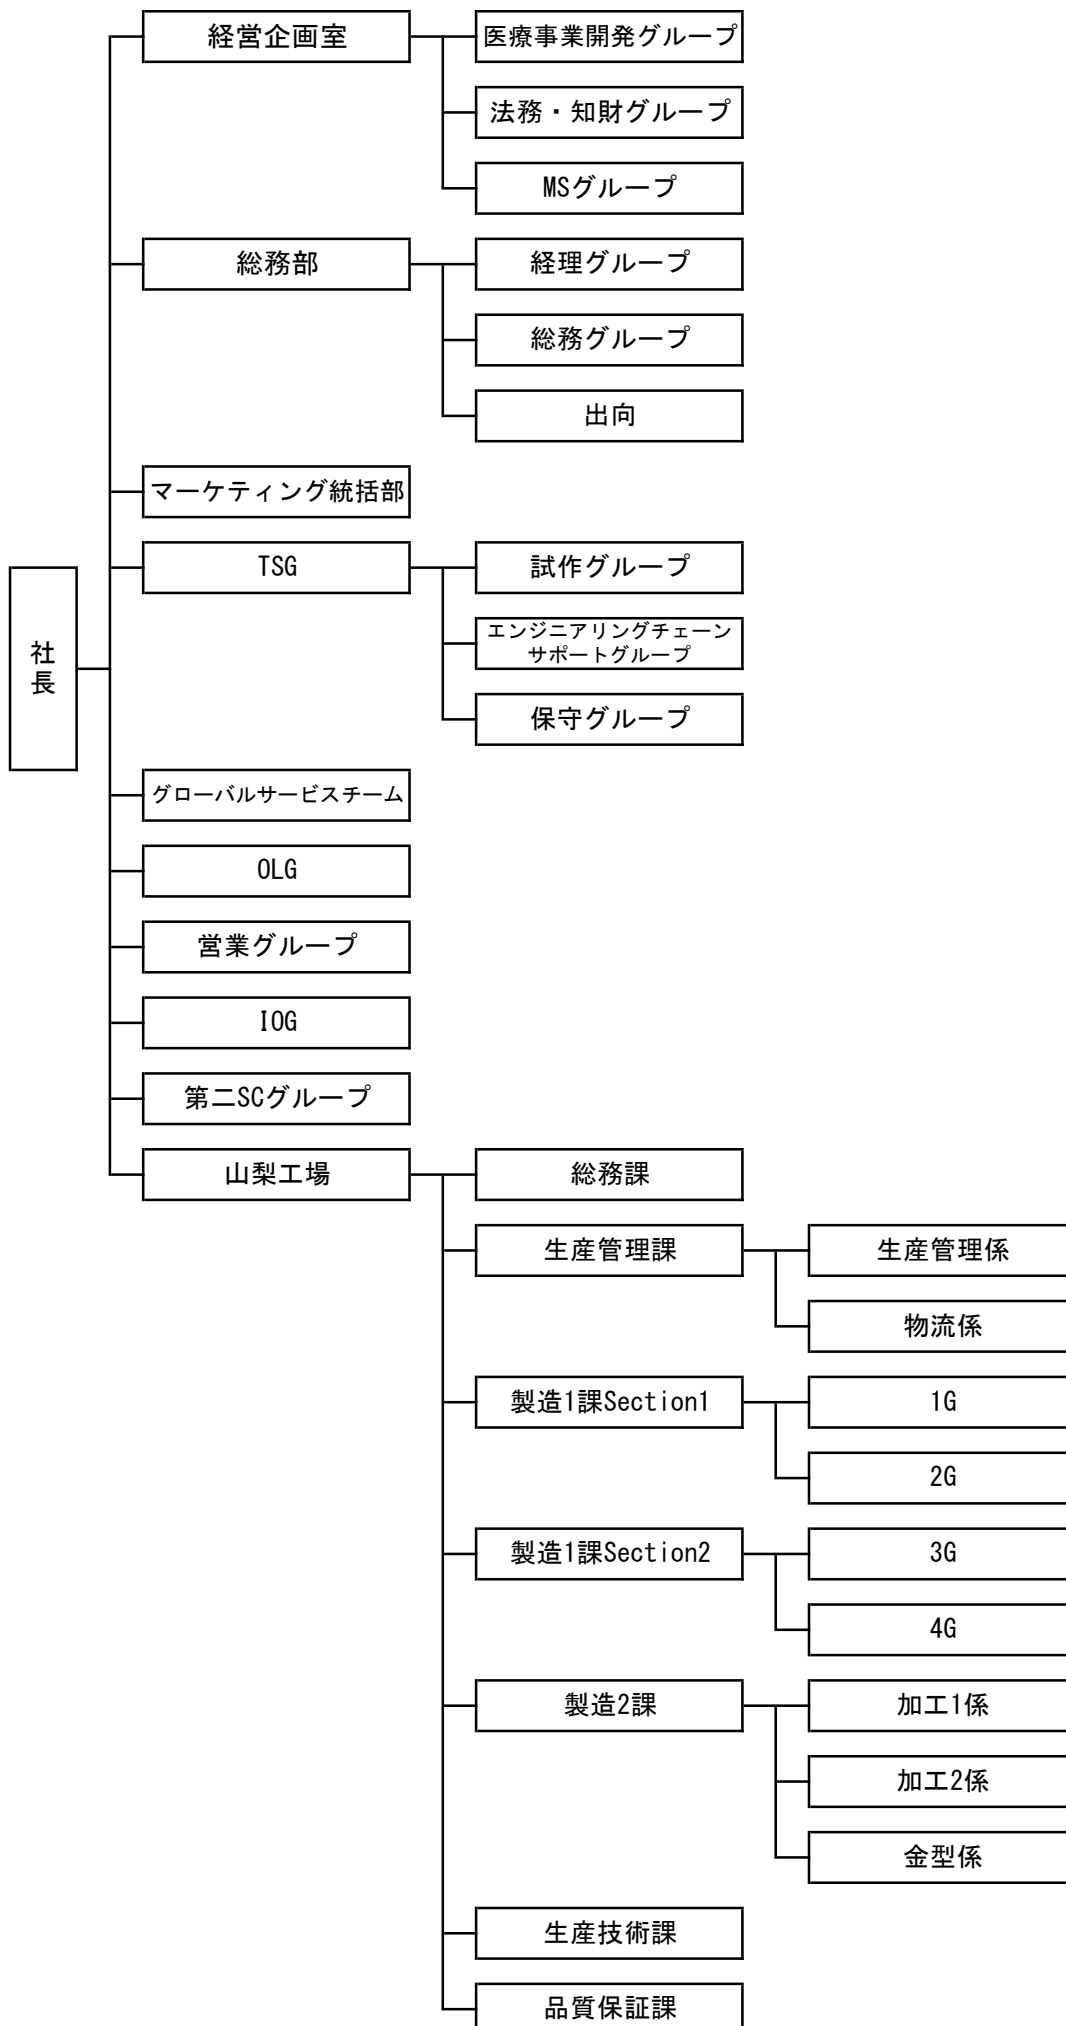 社長
経営企画室
医療事業開発グループ
法務・知財グループ
MSグループ
総務部
経理グループ
総務グループ
出向
マーケティング統括部
TSG
試作グループ
エンジニアリングチェーン
サポートグループ
保守グループ
グローバルサービスチーム
OLG
営業グループ
IOG
第二SCグループ
山梨工場
総務課
生産管理課
生産管理係
物流係
製造1課Section1
1G
2G
製造1課Section2
3G
4G
製造2課
加工1係
加工2係
金型係
生産技術課
品質保証課